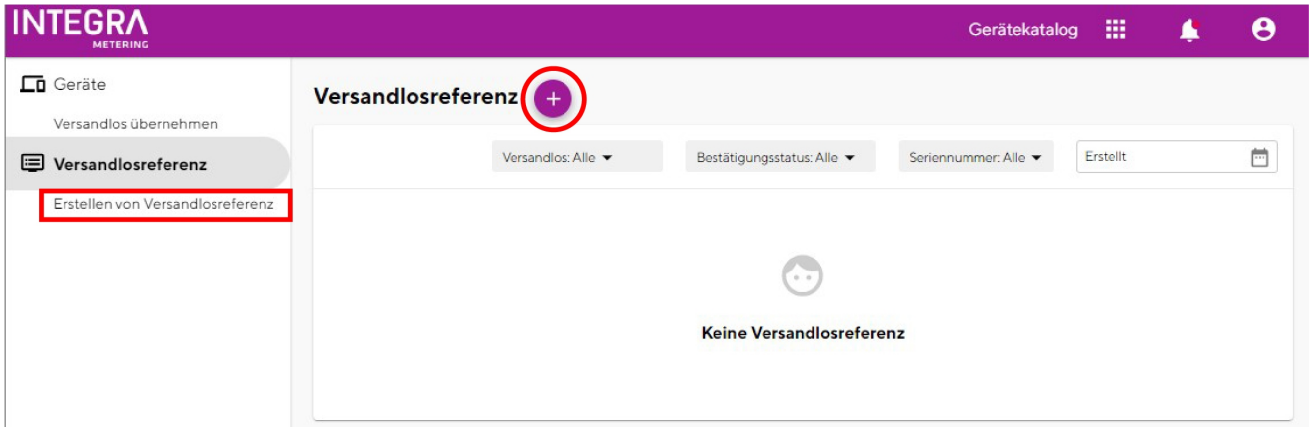 INTEGRA
METERING
Gerätekatalog
Geräte
Versandlos übernehmen
Versandlosreferenz
Erstellen von Versandlosreferenz
Versandlosreferenz +
Versandlos: Alle Bestätigungsstatus: Alle Seriennummer: Alle Erstellt
Keine Versandlosreferenz